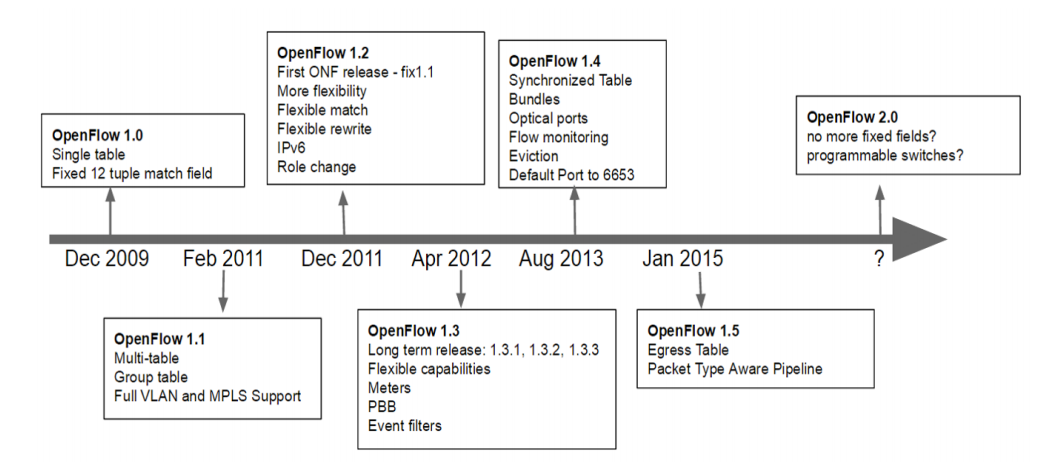 OpenFlow 1.0
Single table
Fixed 12 tuple match field
OpenFlow 1.2
First ONF release - fix1.1
More flexibility
Flexible match
Flexible rewrite
IPv6
Role change
OpenFlow 1.4
Synchronized Table
Bundles
Optical ports
Flow monitoring
Eviction
Default Port to 6653
OpenFlow 2.0
no more fixed fields?
programmable switches?
Dec 2009
Feb 2011
Dec 2011
Apr 2012
Aug 2013
Jan 2015
?
OpenFlow 1.1
Multi-table
Group table
Full VLAN and MPLS Support
OpenFlow 1.3
Long term release: 1.3.1, 1.3.2, 1.3.3
Flexible capabilities
Meters
PBB
Event filters
OpenFlow 1.5
Egress Table
Packet Type Aware Pipeline